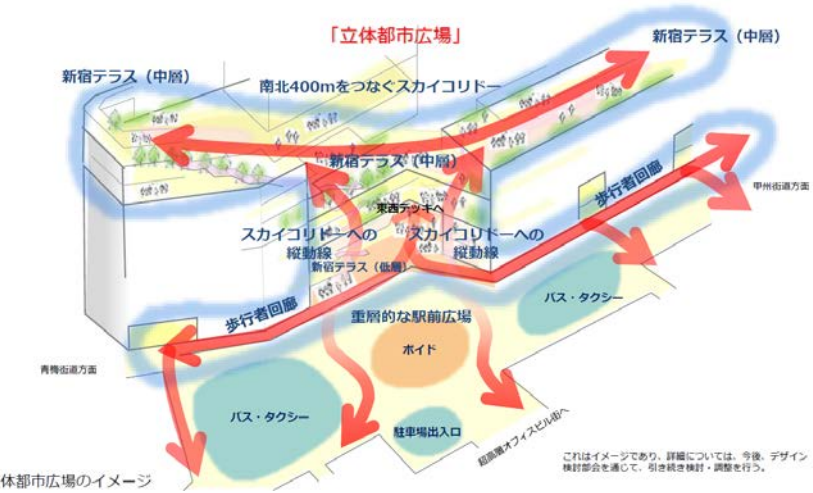 「立体都市広場」
新宿テラス（中層）
新宿テラス（中層）
南北400mをつなぐスカイコリドー
新宿テラス（中層）
東西デッキへ
歩行者回廊
甲州街道方面
スカイコリドーへの
縦動線
スカイコリドーへの
縦動線
新宿テラス（低層）
バス・タクシー
歩行者回廊
重層的な駅前広場
ボイド
青梅街道方面
バス・タクシー
駐車場出入口
超高層オフィスビル街へ
これはイメージであり、詳細については、今後、デザイン
検討部会を通じて、引き続き検討・調整を行う。
体都市広場のイメージ